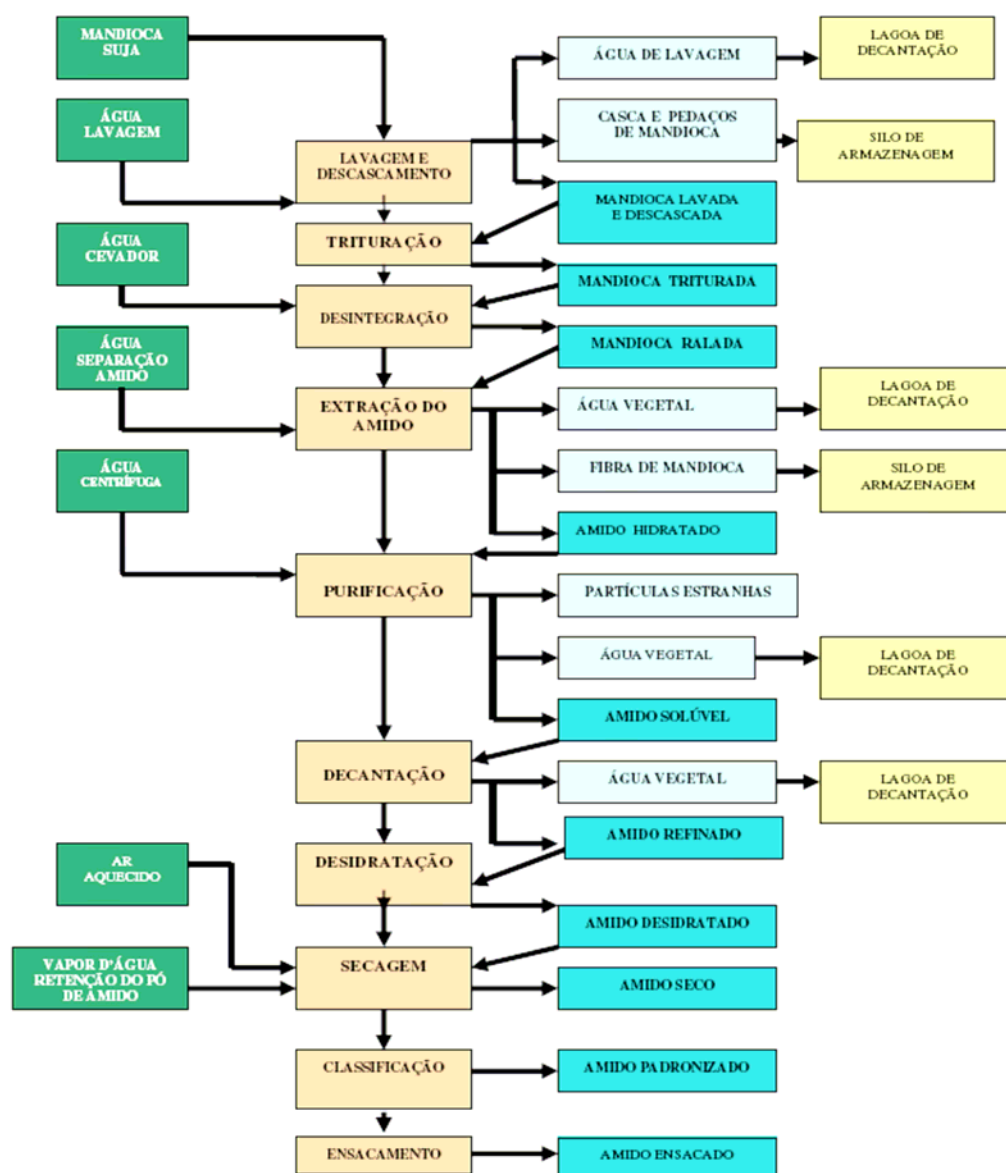 MANDIOCA
SUJA
ÁGUA DE LAVAGEM
LAGOA DE
DECANTAÇÃO
ÁGUA
LAVAGEM
CASCA E PEDAÇOS
DE MANDIOCA
SILO DE
ARMAZENAGEM
LAVAGEM E
DESCASCAMENTO
MANDIOCA LAVADA
E DESCASCADA
ÁGUA
CEVADOR
TRITURAÇÃO
MANDIOCA TRITURADA
DESINTEGRAÇÃO
ÁGUA
SEPARAÇÃO
AMIDO
MANDIOCA RALADA
EXTRAÇÃO DO
AMIDO
ÁGUA VEGETAL
LAGOA DE
DECANTAÇÃO
ÁGUA
CENTRÍFUGA
FIBRA DE MANDIOCA
SILO DE
ARMAZENAGEM
AMIDO HIDRATADO
PURIFICAÇÃO
PARTÍCULAS ESTRANHAS
ÁGUA VEGETAL
LAGOA DE
DECANTAÇÃO
AMIDO SOLÚVEL
DECANTAÇÃO
ÁGUA VEGETAL
LAGOA DE
DECANTAÇÃO
AMIDO REFINADO
DESIDRATAÇÃO
AR
AQUECIDO
AMIDO DESIDRATADO
VAPOR D'ÁGUA
RETENÇÃO DO PÓ
DE AMIDO
SECAGEM
AMIDO SECO
CLASSIFICAÇÃO
AMIDO PADRONIZADO
ENSACAMENTO
AMIDO ENSACADO